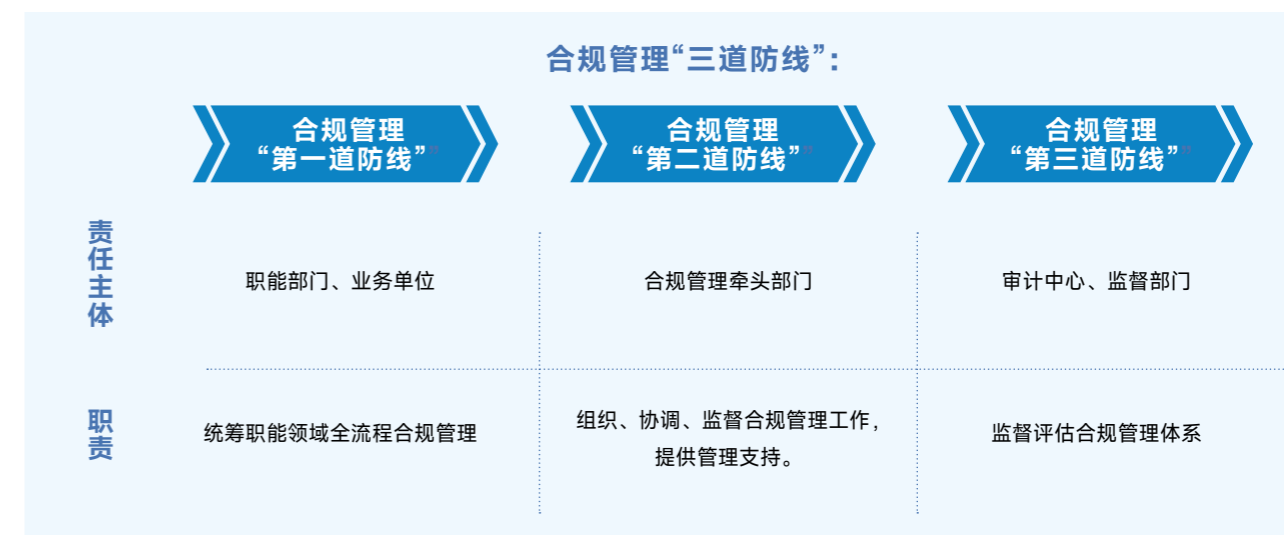 合规管理“三道防线”：
合规管理
“第一道防线””
合规管理
“第二道防线””
合规管理
“第三道防线””
责任主体
职能部门、业务单位
合规管理牵头部门
审计中心、监督部门
职责
统筹职能领域全流程合规管理
组织、协调、监督合规管理工作，
提供管理支持。
监督评估合规管理体系